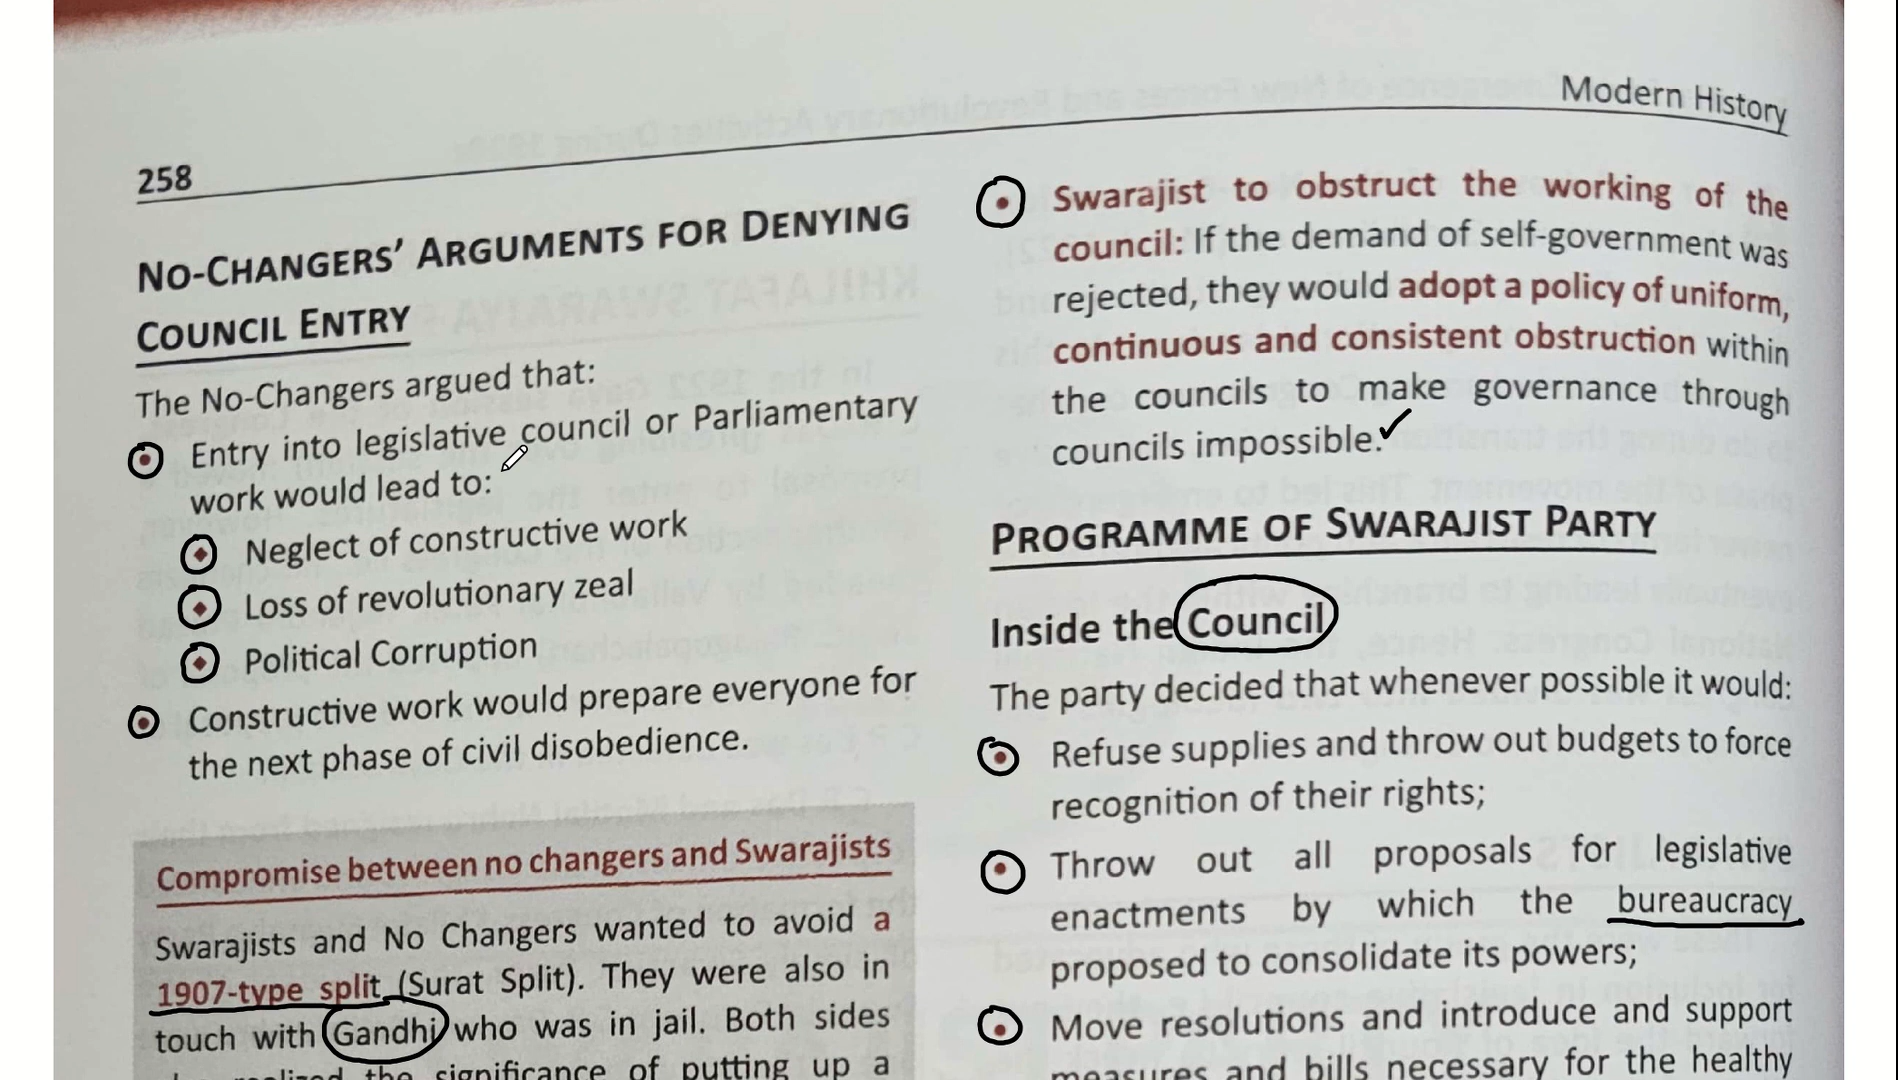 Modern History
258
NO-CHANGERS' ARGUMENTS FOR DENYING
COUNCIL ENTRY
The No-Changers argued that:
Entry into legislative council or Parliamentary
work would lead to:
Neglect of constructive work
Loss of revolutionary zeal
Political Corruption
Constructive work would prepare everyone for
the next phase of civil disobedience.
Compromise between no changers and Swarajists
Swarajists and No Changers wanted to avoid a
1907-type split (Surat Split). They were also in
touch with Gandhi who was in jail. Both sides
realized the significance of putting up a
Swarajist to obstruct the working of the
council: If the demand of self-government was
rejected, they would adopt a policy of uniform,
continuous and consistent obstruction within
the councils to make governance through
councils impossible.
PROGRAMME OF SWARAJIST PARTY
Inside the Council
The party decided that whenever possible it would:
Refuse supplies and throw out budgets to force
recognition of their rights;
Throw out all proposals for legislative
enactments by which the bureaucracy
proposed to consolidate its powers;
Move resolutions and introduce and support
measures and bills necessary for the healthy